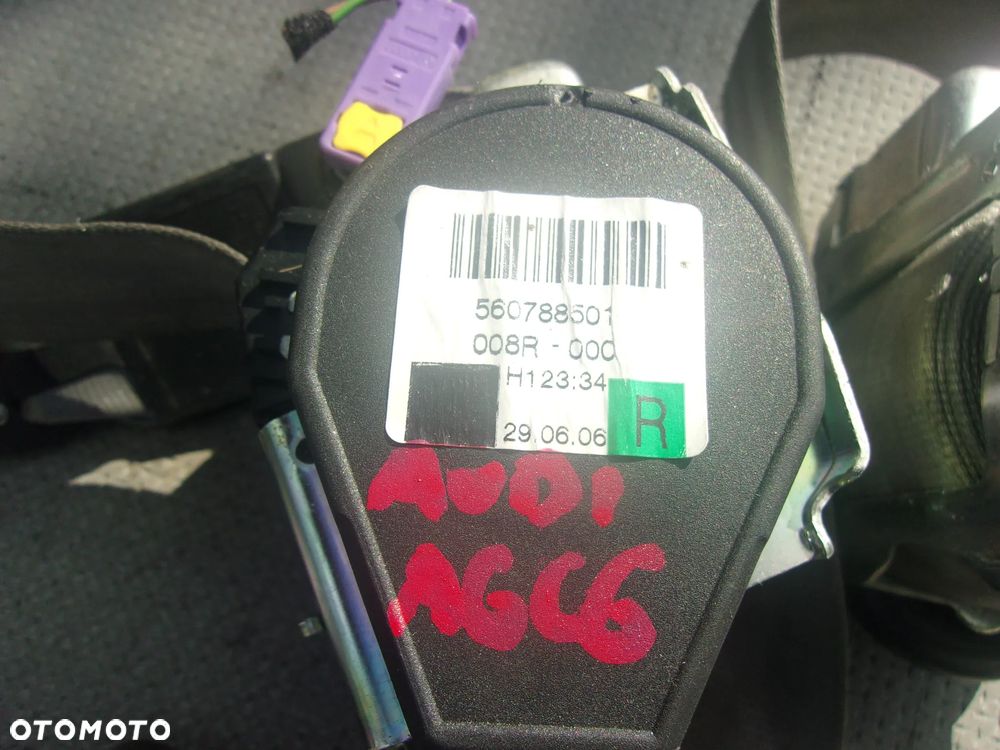 560788501
008R - 000
H123:34
29.06.06 R
AUDI
A6C6
OTOMOTO